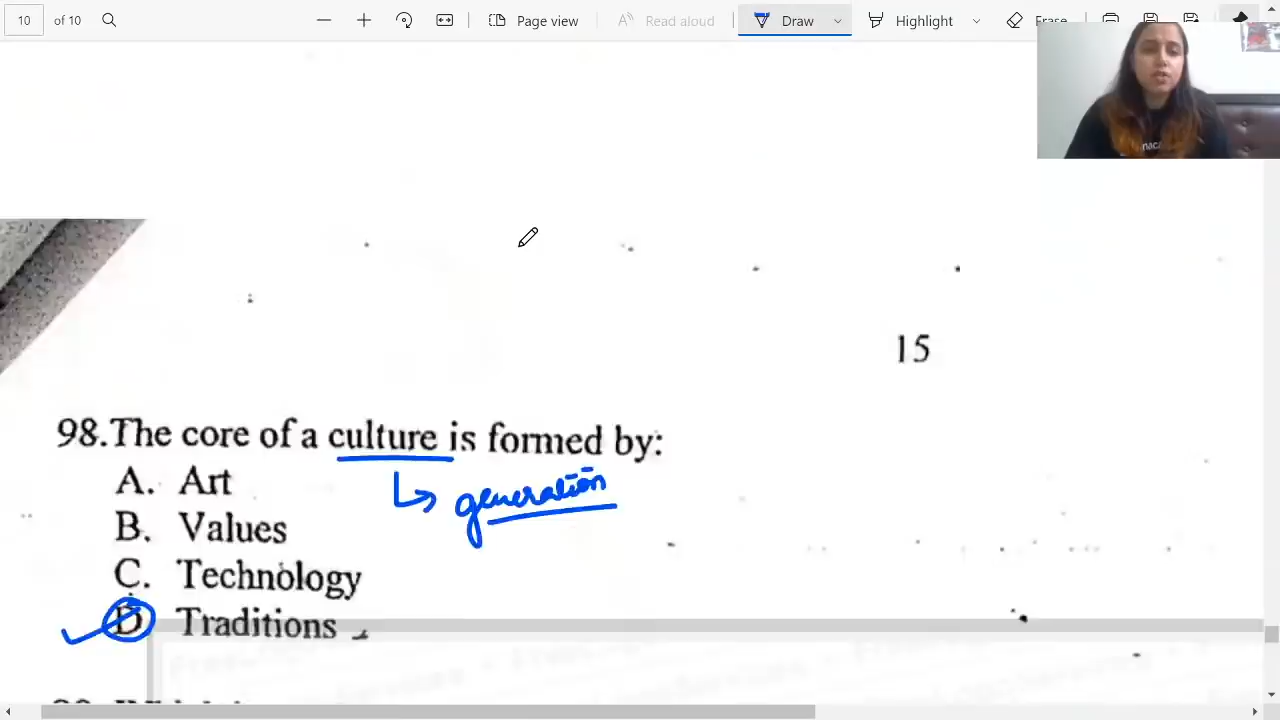 10 of 10 Page view Read aloud Draw Highlight Erase
15
98.The core of a culture is formed by:
A. Art
generation
B. Values
C. Technology
D Traditions